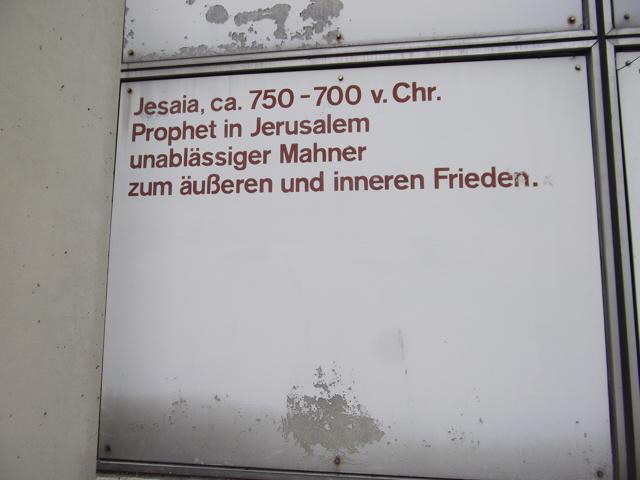 Jesaia, ca. 750-700 v. Chr.
Prophet in Jerusalem
unablässiger Mahner
zum äußeren und inneren Frieden.